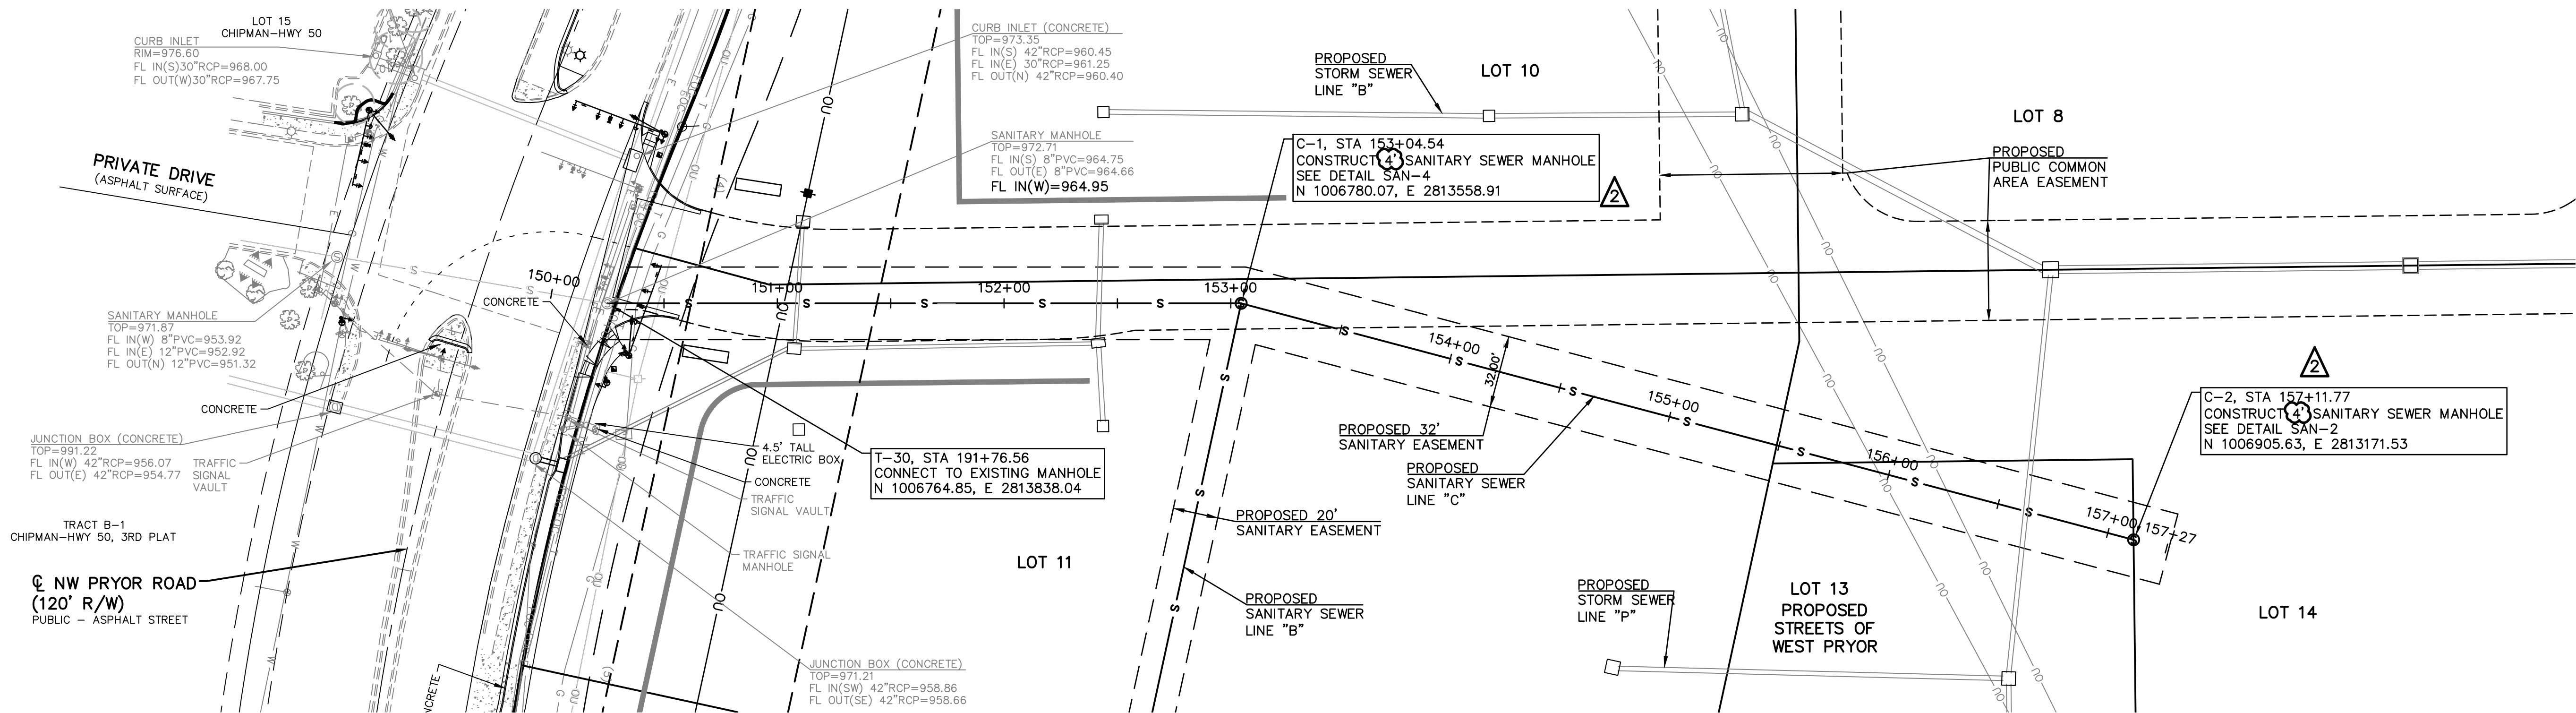 LOT 15
CHIPMAN-HWY 50
CURB INLET
RIM=976.60
FL IN(S)30"RCP=968.00
FL OUT(W)30"RCP=967.75
PRIVATE DRIVE
(ASPHALT SURFACE)
SANITARY MANHOLE
TOP=971.87
FL IN(W) 8"PVC=953.92
FL IN(E) 12"PVC=952.92
FL OUT(N) 12"PVC=951.32
CONCRETE
JUNCTION BOX (CONCRETE)
TOP=991.22
FL IN(W) 42"RCP=956.07
FL OUT(E) 42"RCP=954.77
TRAFFIC
SIGNAL
VAULT
TRACT B-1
CHIPMAN-HWY 50, 3RD PLAT
℄ NW PRYOR ROAD
(120' R/W)
PUBLIC - ASPHALT STREET
CURB INLET (CONCRETE)
TOP=973.35
FL IN(S) 42"RCP=960.45
FL IN(E) 30"RCP=961.25
FL OUT(N) 42"RCP=960.40
SANITARY MANHOLE
TOP=972.71
FL IN(S) 8"PVC=964.75
FL OUT(E) 8"PVC=964.66
FL IN(W)=964.95
CONCRETE
150+00
151+00
152+00
153+00
154+00
155+00
156+00
157+00
157+27
4.5' TALL
ELECTRIC BOX
CONCRETE
TRAFFIC
SIGNAL VAULT
TRAFFIC SIGNAL
MANHOLE
JUNCTION BOX (CONCRETE)
TOP=971.21
FL IN(SW) 42"RCP=958.86
FL OUT(SE) 42"RCP=958.66
T-30, STA 191+76.56
CONNECT TO EXISTING MANHOLE
N 1006764.85, E 2813838.04
LOT 11
PROPOSED
STORM SEWER
LINE "B"
LOT 10
C-1, STA 153+04.54
CONSTRUCT 4' SANITARY SEWER MANHOLE
SEE DETAIL SAN-4
N 1006780.07, E 2813558.91
2
LOT 8
PROPOSED
PUBLIC COMMON
AREA EASEMENT
32.00'
PROPOSED 32'
SANITARY EASEMENT
PROPOSED
SANITARY SEWER
LINE "C"
PROPOSED 20'
SANITARY EASEMENT
PROPOSED
SANITARY SEWER
LINE "B"
2
C-2, STA 157+11.77
CONSTRUCT 4' SANITARY SEWER MANHOLE
SEE DETAIL SAN-2
N 1006905.63, E 2813171.53
PROPOSED
STORM SEWER
LINE "P"
LOT 13
PROPOSED
STREETS OF
WEST PRYOR
LOT 14